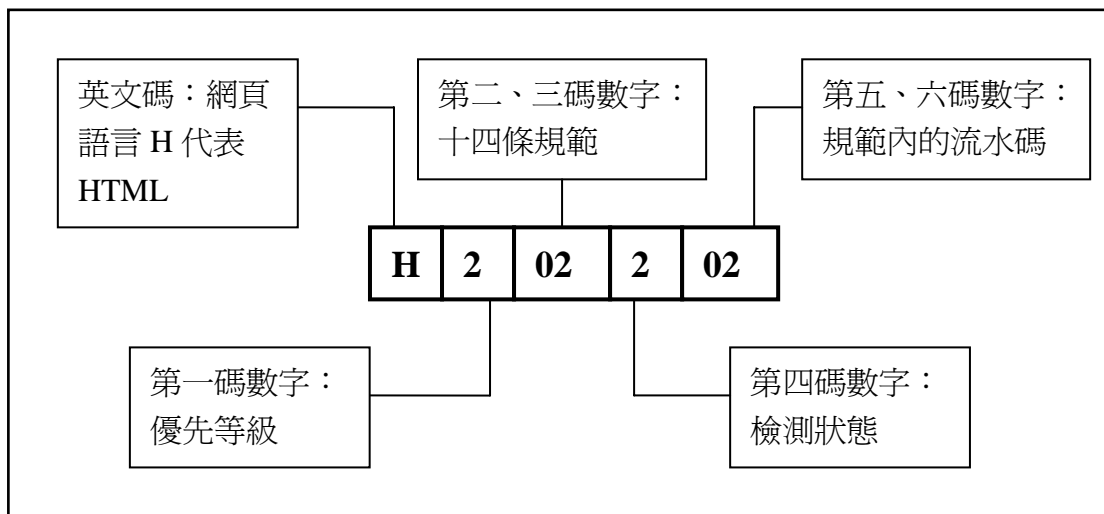 英文碼：網頁
語言 H 代表
HTML
第二、三碼數字：
十四條規範
第五、六碼數字：
規範內的流水碼
H 2 02 2 02
第一碼數字：
優先等級
第四碼數字：
檢測狀態